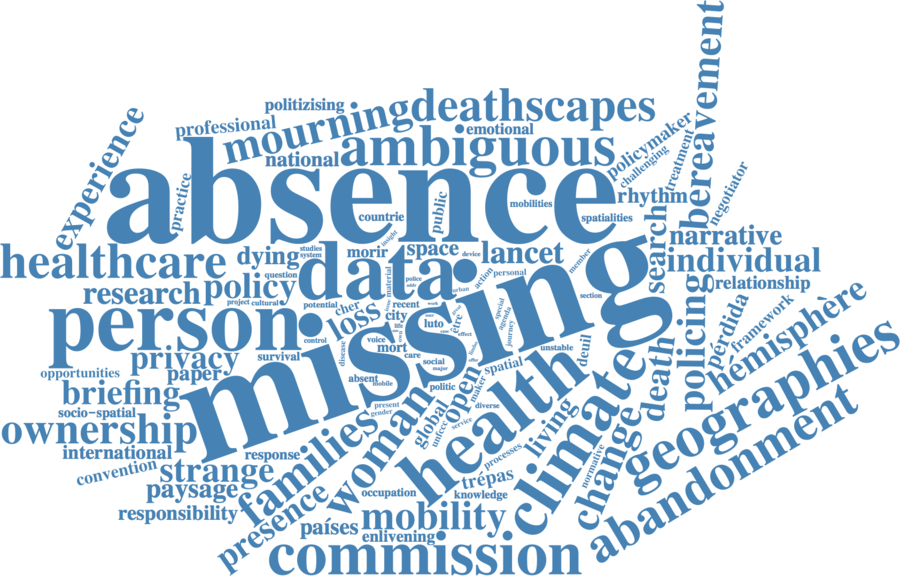 bereavement
politizising
deathscapes
professional
mourning
emotional
ambiguous
policymaker
experience
national
challenging
treatment
absence
practice
negotiator
rhythm
mobilities
countrie
public
spatialities
search
narrative
healthcare
dying
studies
system
morir
insight
space
device
lancet
member
individual
data
question
research
policy
material
police
urban
action
personal
relationship
project
cultural
potential
cher
recent
work
section
policing
pérdida
framework
hémisphère
person
loss
city
life
luto
être
special
agenda
journey
missing
control
voice
mort
case
effect
unstable
deuil
death
privacy
survival
disease
care
social
major
opportunities
paper
absent
mobile
politic
spatial
maker
briefing
present
gender
open
diverse
geographies
socio-spatial
woman
global
unfccc
service
health
living
climate
change
ownership
families
international
response
processes
normative
convention
strange
trépas
abandonment
paysage
presence
occupation
knowledge
responsibility
países
mobility
enlivening
commission